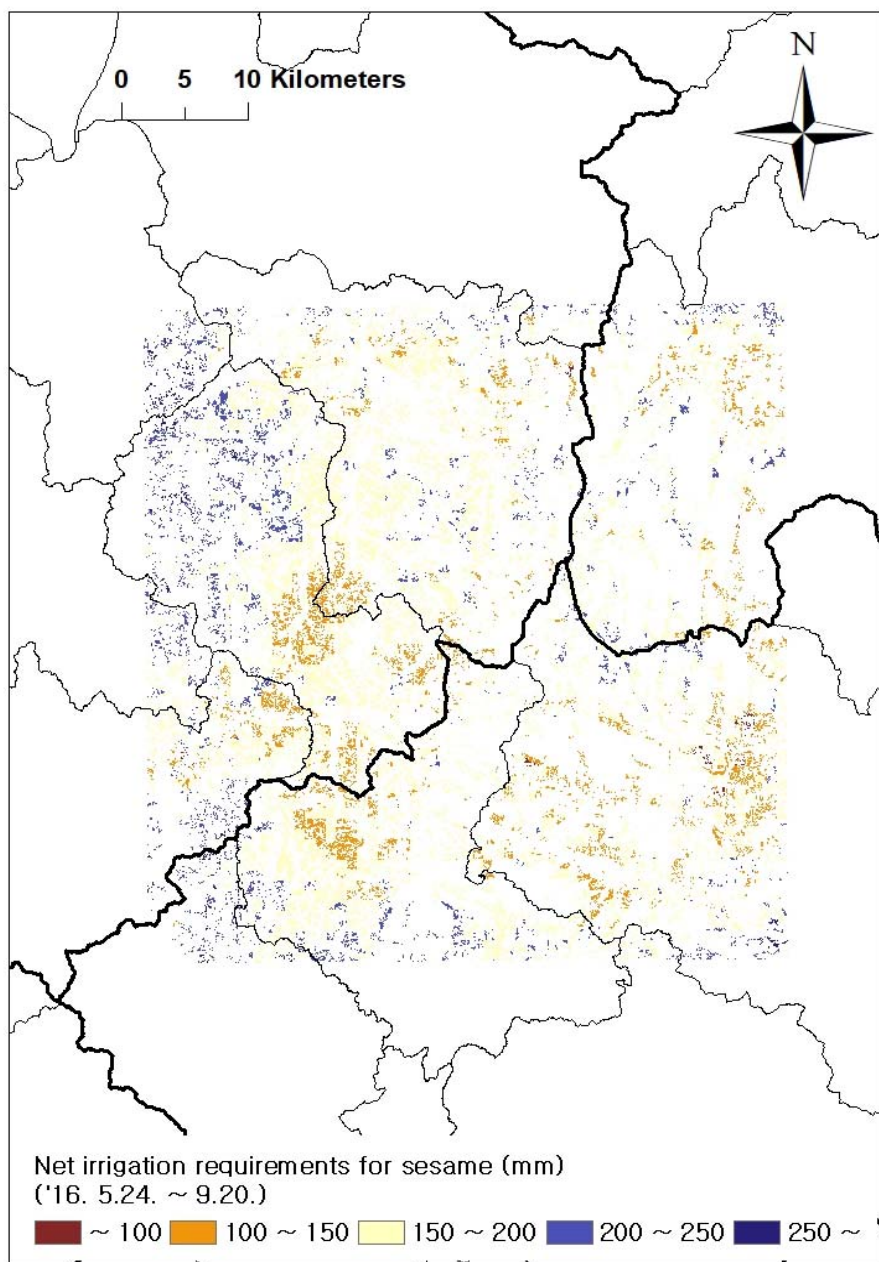 N
0 5 10 Kilometers
Net irrigation requirements for sesame (mm)
('16. 5.24. ~ 9.20.)
~ 100 100 ~ 150 150 ~ 200 200 ~ 250 250 ~